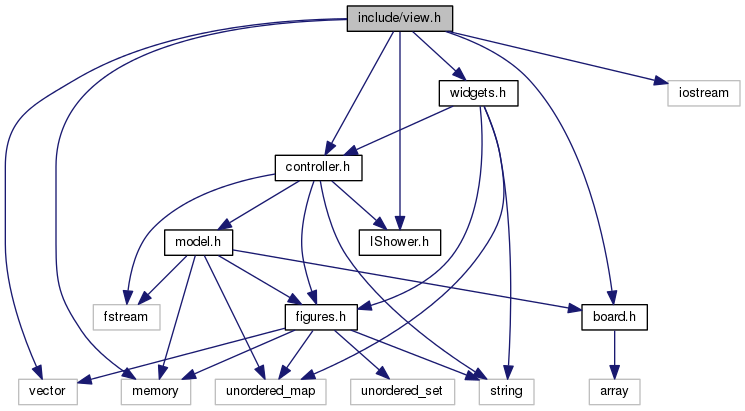 include/view.h
widgets.h
iostream
controller.h
model.h
IShower.h
fstream
figures.h
board.h
vector
memory
unordered_map
unordered_set
string
array